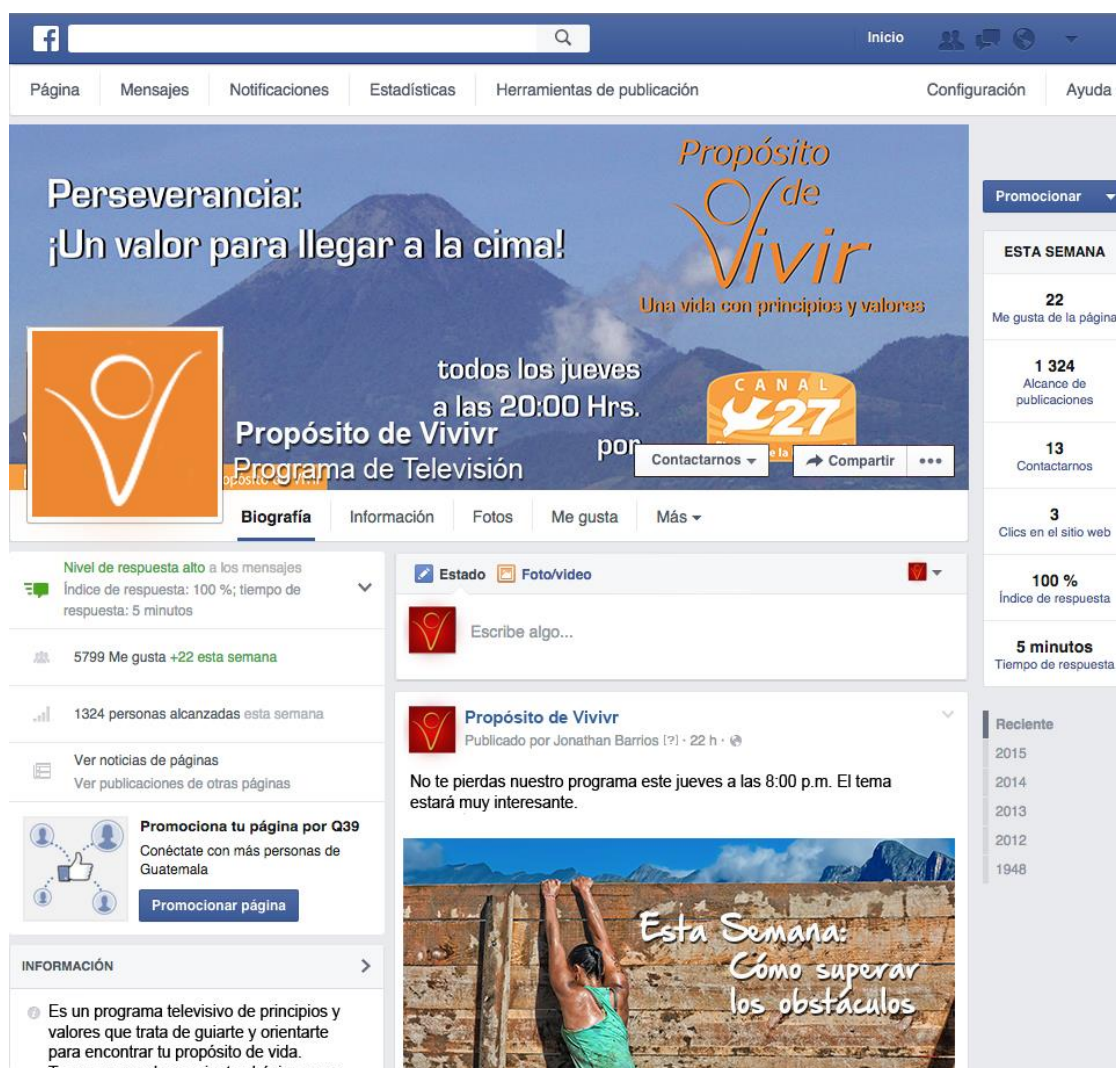 f
Inicio
Página
Mensajes
Notificaciones
Estadísticas
Herramientas de publicación
Configuración
Ayuda
Perseverancia:
¡Un valor para llegar a la cima!
Propósito
de
Vivir
Una vida con principios y valores
todos los jueves
a las 20:00 Hrs.
por
CANAL
27
de la
Propósito de Vivivr
Programa de Televisión
Contactarnos
Compartir
Biografía
Información
Fotos
Me gusta
Más
Promocionar
ESTA SEMANA
22
Me gusta de la página
1 324
Alcance de
publicaciones
13
Contactarnos
3
Clics en el sitio web
100 %
Índice de respuesta
5 minutos
Tiempo de respuesta
Reciente
2015
2014
2013
2012
1948
Nivel de respuesta alto a los mensajes
Índice de respuesta: 100 %; tiempo de
respuesta: 5 minutos
5799 Me gusta +22 esta semana
1324 personas alcanzadas esta semana
Ver noticias de páginas
Ver publicaciones de otras páginas
Promociona tu página por Q39
Conéctate con más personas de
Guatemala
Promocionar página
INFORMACIÓN
Es un programa televisivo de principios y
valores que trata de guiarte y orientarte
para encontrar tu propósito de vida.
Estado
Foto/video
Escribe algo...
Propósito de Vivivr
Publicado por Jonathan Barrios [?] · 22 h ·
No te pierdas nuestro programa este jueves a las 8:00 p.m. El tema
estará muy interesante.
Esta Semana:
Cómo superar
los obstáculos